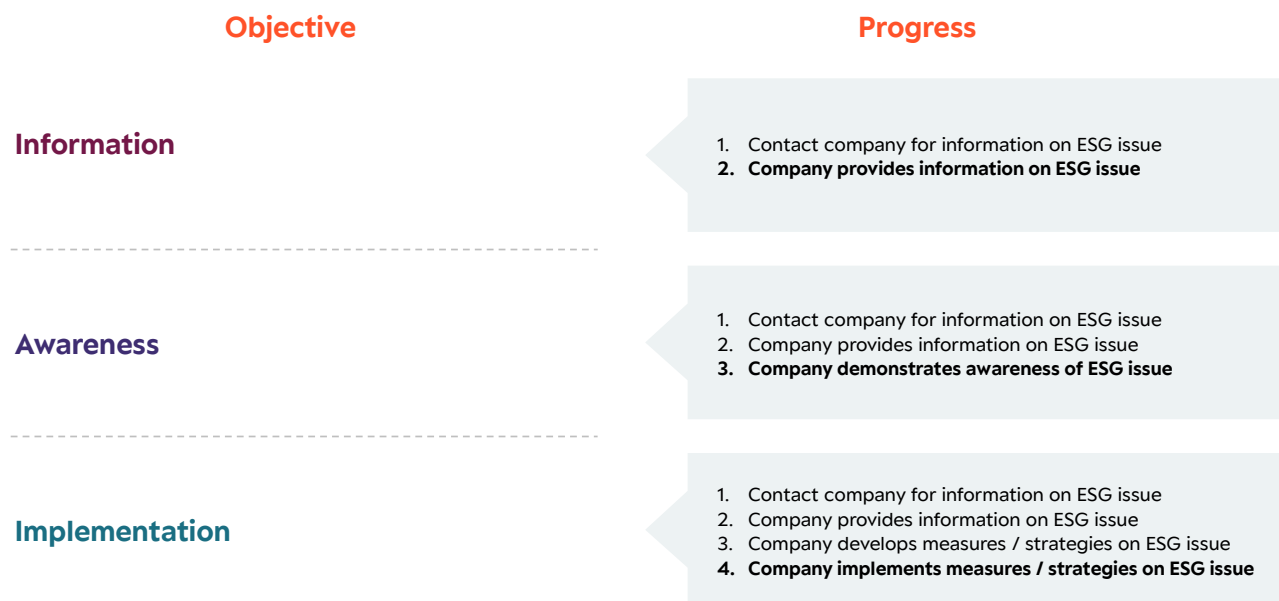 Objective
Progress
Information
1. Contact company for information on ESG issue
2. Company provides information on ESG issue
Awareness
1. Contact company for information on ESG issue
2. Company provides information on ESG issue
3. Company demonstrates awareness of ESG issue
Implementation
1. Contact company for information on ESG issue
2. Company provides information on ESG issue
3. Company develops measures / strategies on ESG issue
4. Company implements measures / strategies on ESG issue